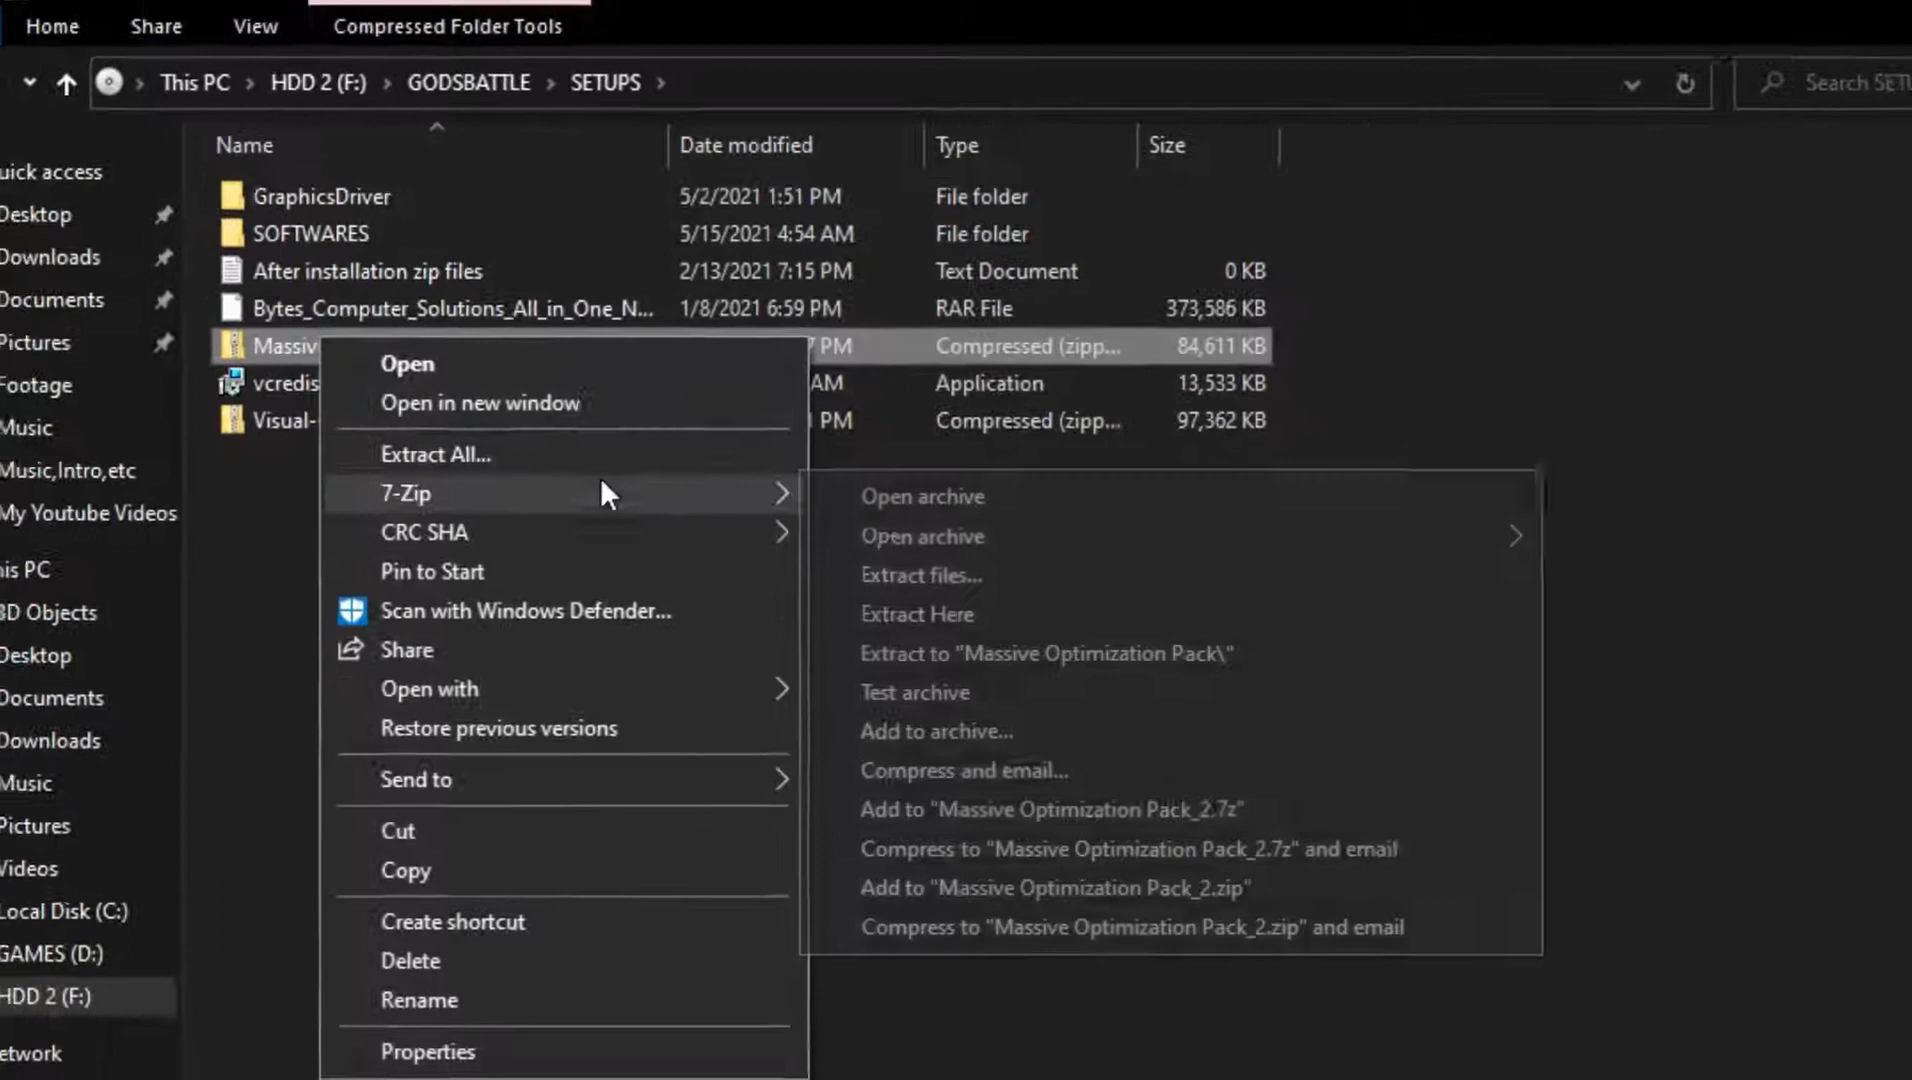 Home Share View Compressed Folder Tools
This PC HDD 2 (F:) GODSBATTLE SETUPS Search SETU
Name Date modified Type Size
uick access
Desktop
Downloads
Documents
Pictures
Footage
Music
Music,Intro,etc
My Youtube Videos
his PC
3D Objects
Desktop
Documents
Downloads
Music
Pictures
Videos
Local Disk (C:)
GAMES (D:)
HDD 2 (F:)
etwork
GraphicsDriver 5/2/2021 1:51 PM File folder
SOFTWARES 5/15/2021 4:54 AM File folder
After installation zip files 2/13/2021 7:15 PM Text Document 0 KB
Bytes_Computer_Solutions_All_in_One_N... 1/8/2021 6:59 PM RAR File 373,586 KB
Massiv 7 PM Compressed (zipp... 84,611 KB
vcredis AM Application 13,533 KB
Visual- PM Compressed (zipp... 97,362 KB
Open
Open in new window
Extract All...
7-Zip
CRC SHA
Pin to Start
Scan with Windows Defender...
Share
Open with
Restore previous versions
Send to
Cut
Copy
Create shortcut
Delete
Rename
Properties
Open archive
Open archive
Extract files...
Extract Here
Extract to "Massive Optimization Pack\"
Test archive
Add to archive...
Compress and email...
Add to "Massive Optimization Pack_2.7z"
Compress to "Massive Optimization Pack_2.7z" and email
Add to "Massive Optimization Pack_2.zip"
Compress to "Massive Optimization Pack_2.zip" and email